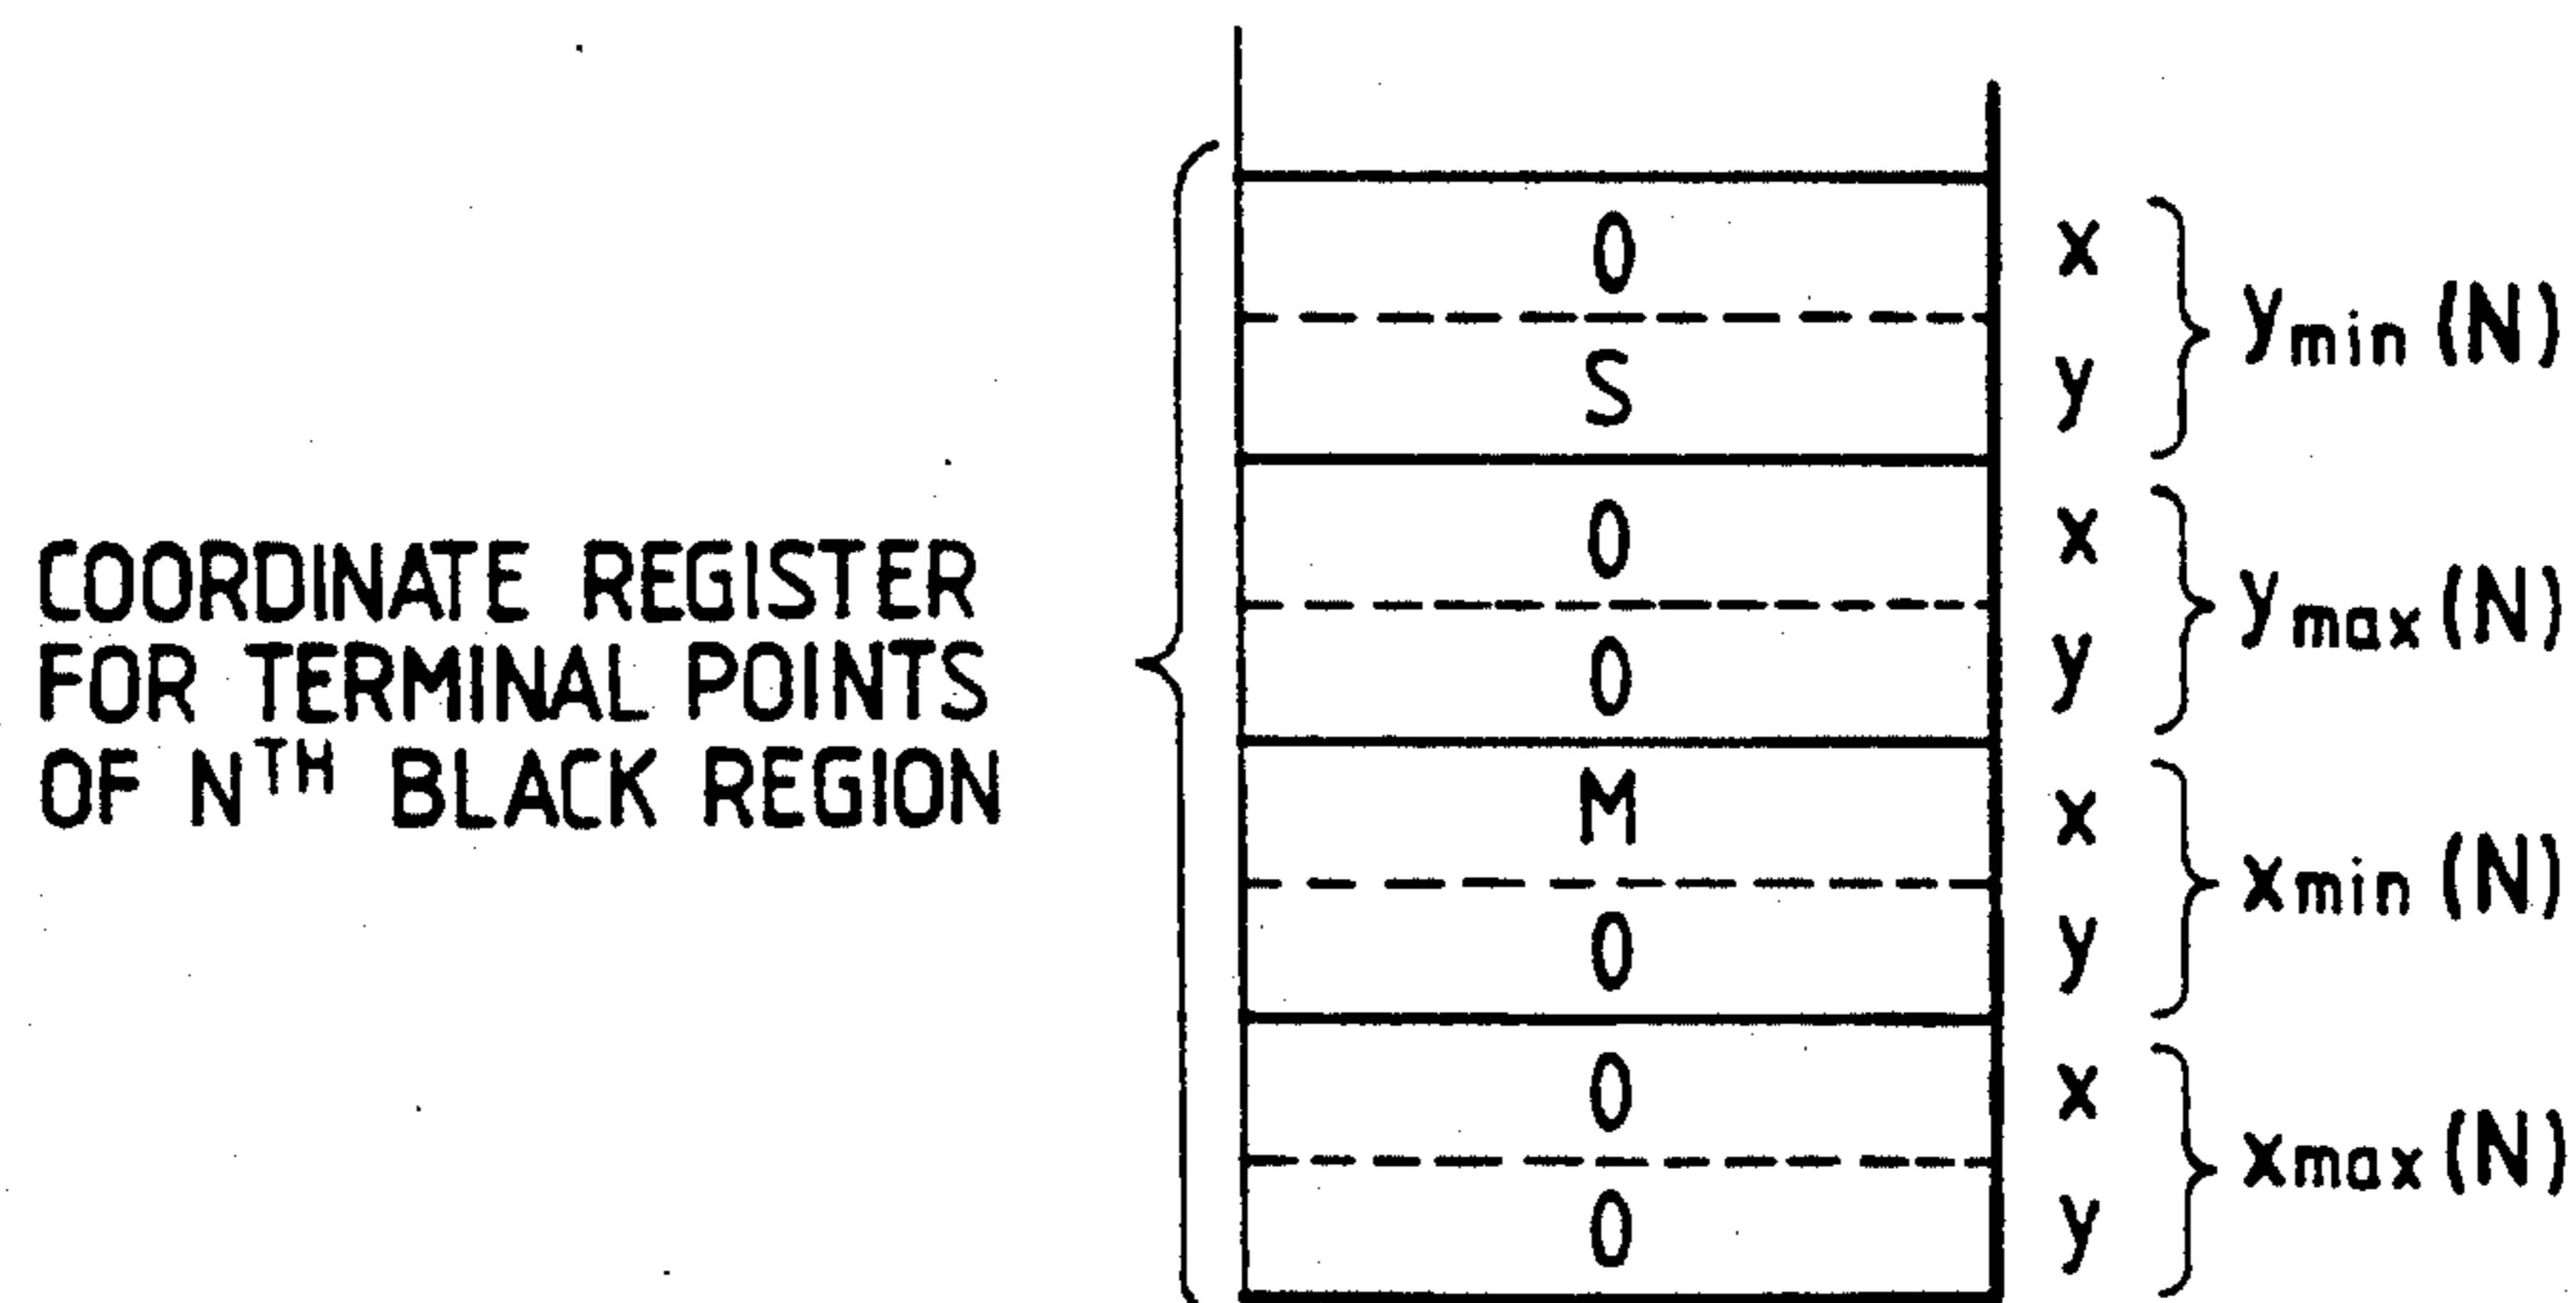 COORDINATE REGISTER
FOR TERMINAL POINTS
OF NTH BLACK REGION
0 x
S y
ymin (N)
0 x
0 y
ymax (N)
M x
0 y
xmin (N)
0 x
0 y
xmax (N)